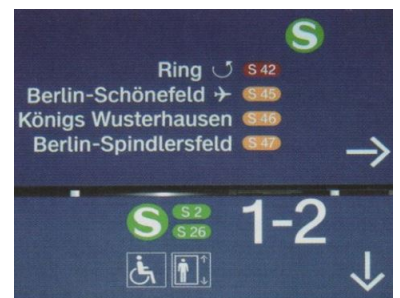 S
Ring S 42
Berlin-Schönefeld S 45
Königs Wusterhausen S 46
Berlin-Spindlersfeld S 47
S S 2 1-2
S 26